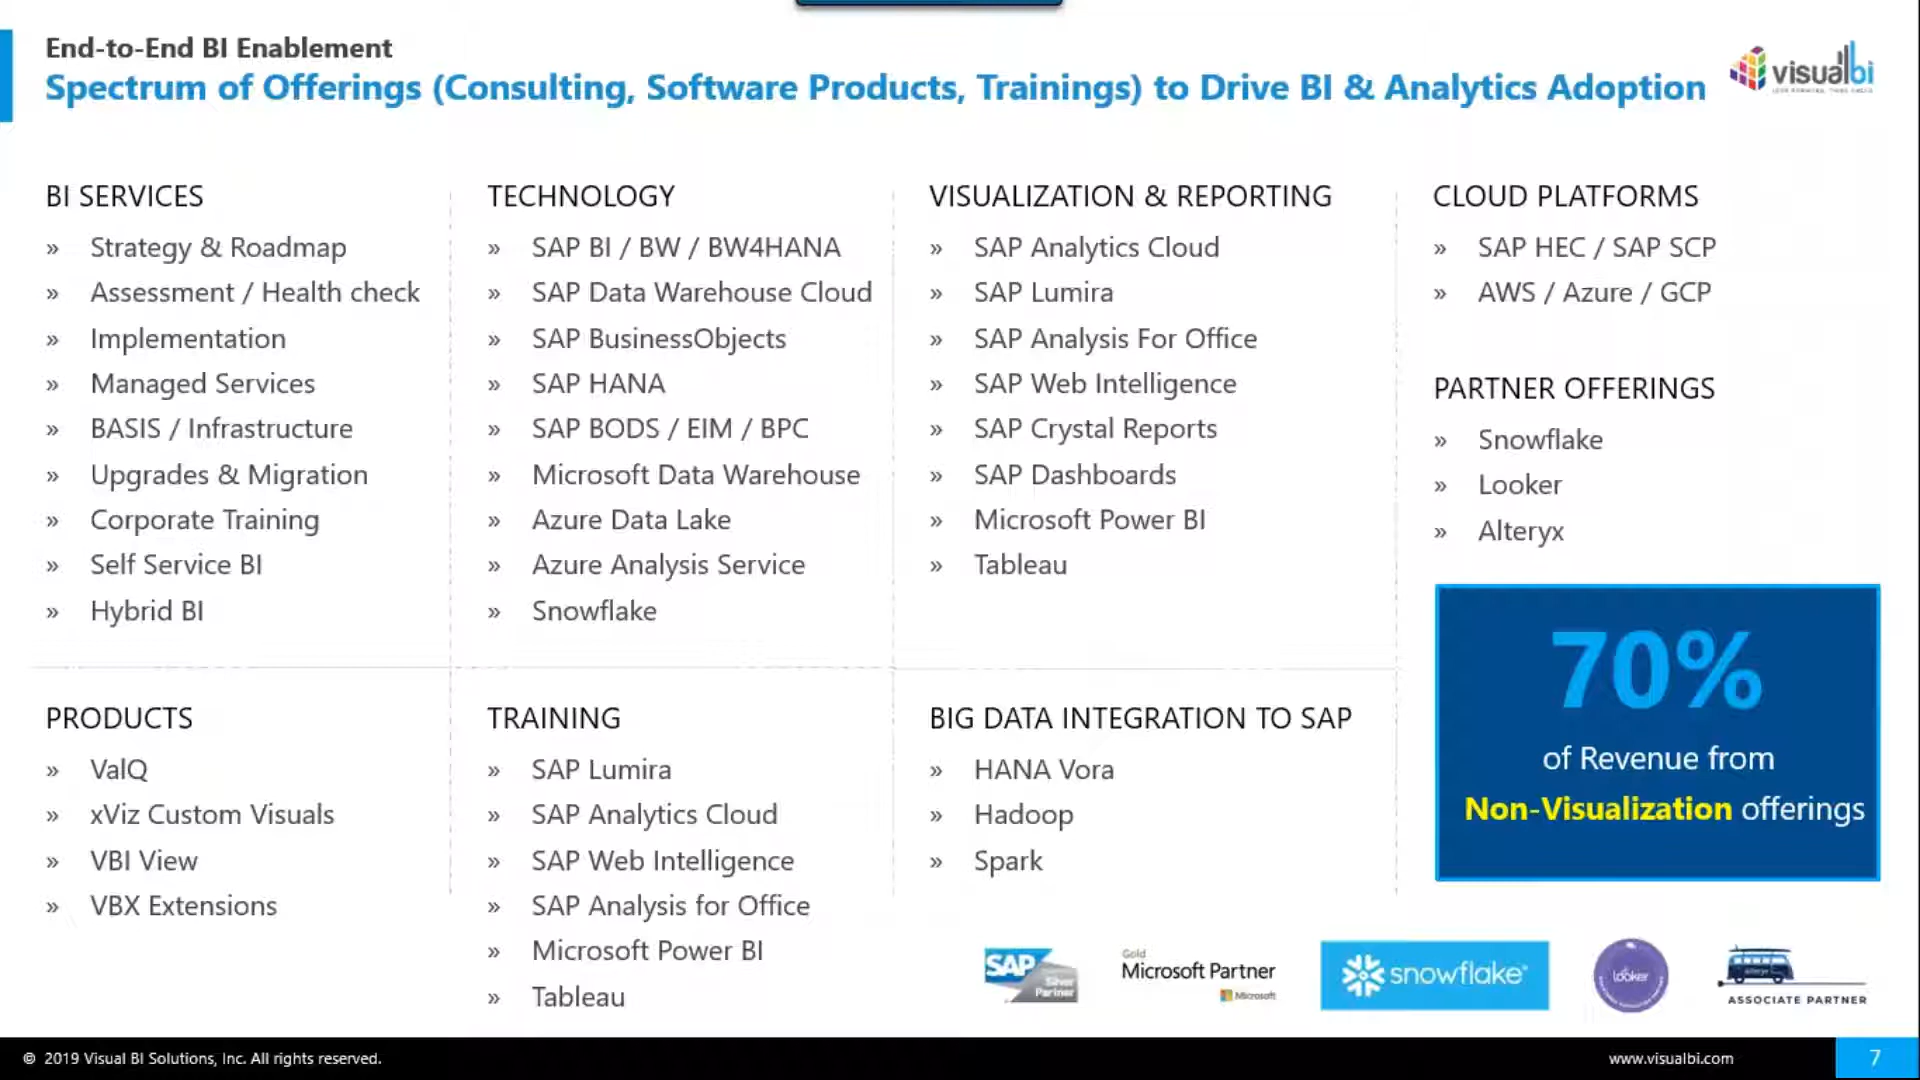 End-to-End BI Enablement
Spectrum of Offerings (Consulting, Software Products, Trainings) to Drive BI & Analytics Adoption
visualbi
BI SERVICES
» Strategy & Roadmap
» Assessment / Health check
» Implementation
» Managed Services
» BASIS / Infrastructure
» Upgrades & Migration
» Corporate Training
» Self Service BI
» Hybrid BI
TECHNOLOGY
» SAP BI / BW / BW4HANA
» SAP Data Warehouse Cloud
» SAP BusinessObjects
» SAP HANA
» SAP BODS / EIM / BPC
» Microsoft Data Warehouse
» Azure Data Lake
» Azure Analysis Service
» Snowflake
VISUALIZATION & REPORTING
» SAP Analytics Cloud
» SAP Lumira
» SAP Analysis For Office
» SAP Web Intelligence
» SAP Crystal Reports
» SAP Dashboards
» Microsoft Power BI
» Tableau
CLOUD PLATFORMS
» SAP HEC / SAP SCP
» AWS / Azure / GCP
PARTNER OFFERINGS
» Snowflake
» Looker
» Alteryx
70%
of Revenue from
Non-Visualization offerings
PRODUCTS
» ValQ
» xViz Custom Visuals
» VBI View
» VBX Extensions
TRAINING
» SAP Lumira
» SAP Analytics Cloud
» SAP Web Intelligence
» SAP Analysis for Office
» Microsoft Power BI
» Tableau
BIG DATA INTEGRATION TO SAP
» HANA Vora
» Hadoop
» Spark
SAP
Silver
Partner
Gold
Microsoft Partner
Microsoft
snowflake
looker
ASSOCIATE PARTNER
© 2019 Visual BI Solutions, Inc. All rights reserved.
www.visualbi.com
7